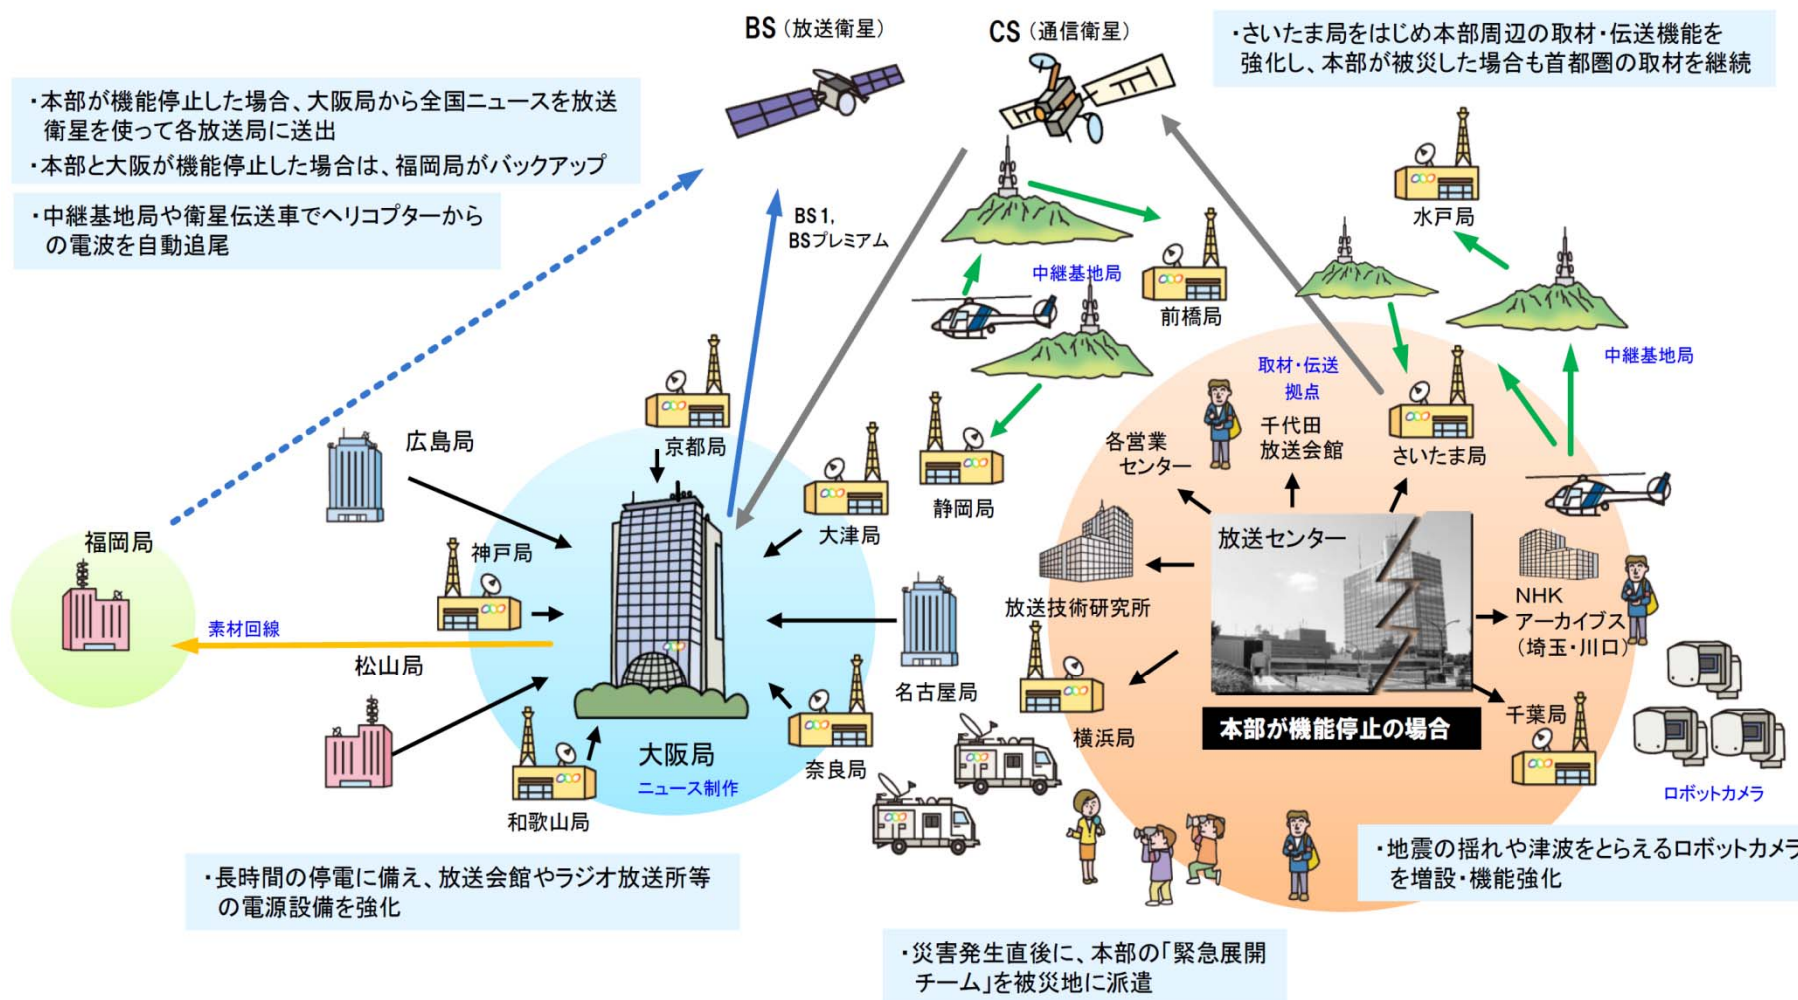 BS（放送衛星）
CS（通信衛星）
・さいたま局をはじめ本部周辺の取材・伝送機能を
強化し、本部が被災した場合も首都圏の取材を継続
・本部が機能停止した場合、大阪局から全国ニュースを放送
衛星を使って各放送局に送出
・本部と大阪が機能停止した場合は、福岡局がバックアップ
・中継基地局や衛星伝送車でヘリコプターから
の電波を自動追尾
BS1,
BSプレミアム
水戸局
中継基地局
前橋局
中継基地局
取材・伝送
拠点
千代田
放送会館
各営業
センター
さいたま局
京都局
広島局
大津局
静岡局
福岡局
神戸局
放送センター
素材回線
放送技術研究所
NHK
アーカイブス
（埼玉・川口）
松山局
名古屋局
横浜局
千葉局
本部が機能停止の場合
大阪局
ニュース制作
奈良局
和歌山局
ロボットカメラ
・地震の揺れや津波をとらえるロボットカメラ
を増設・機能強化
・長時間の停電に備え、放送会館やラジオ放送所等
の電源設備を強化
・災害発生直後に、本部の「緊急展開
チーム」を被災地に派遣